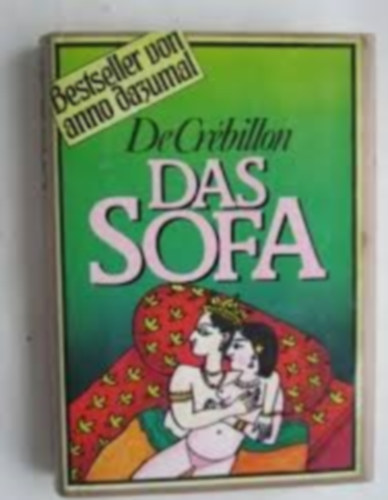 Bestseller von
anno dazumal
De Crébillon
DAS
SOFA